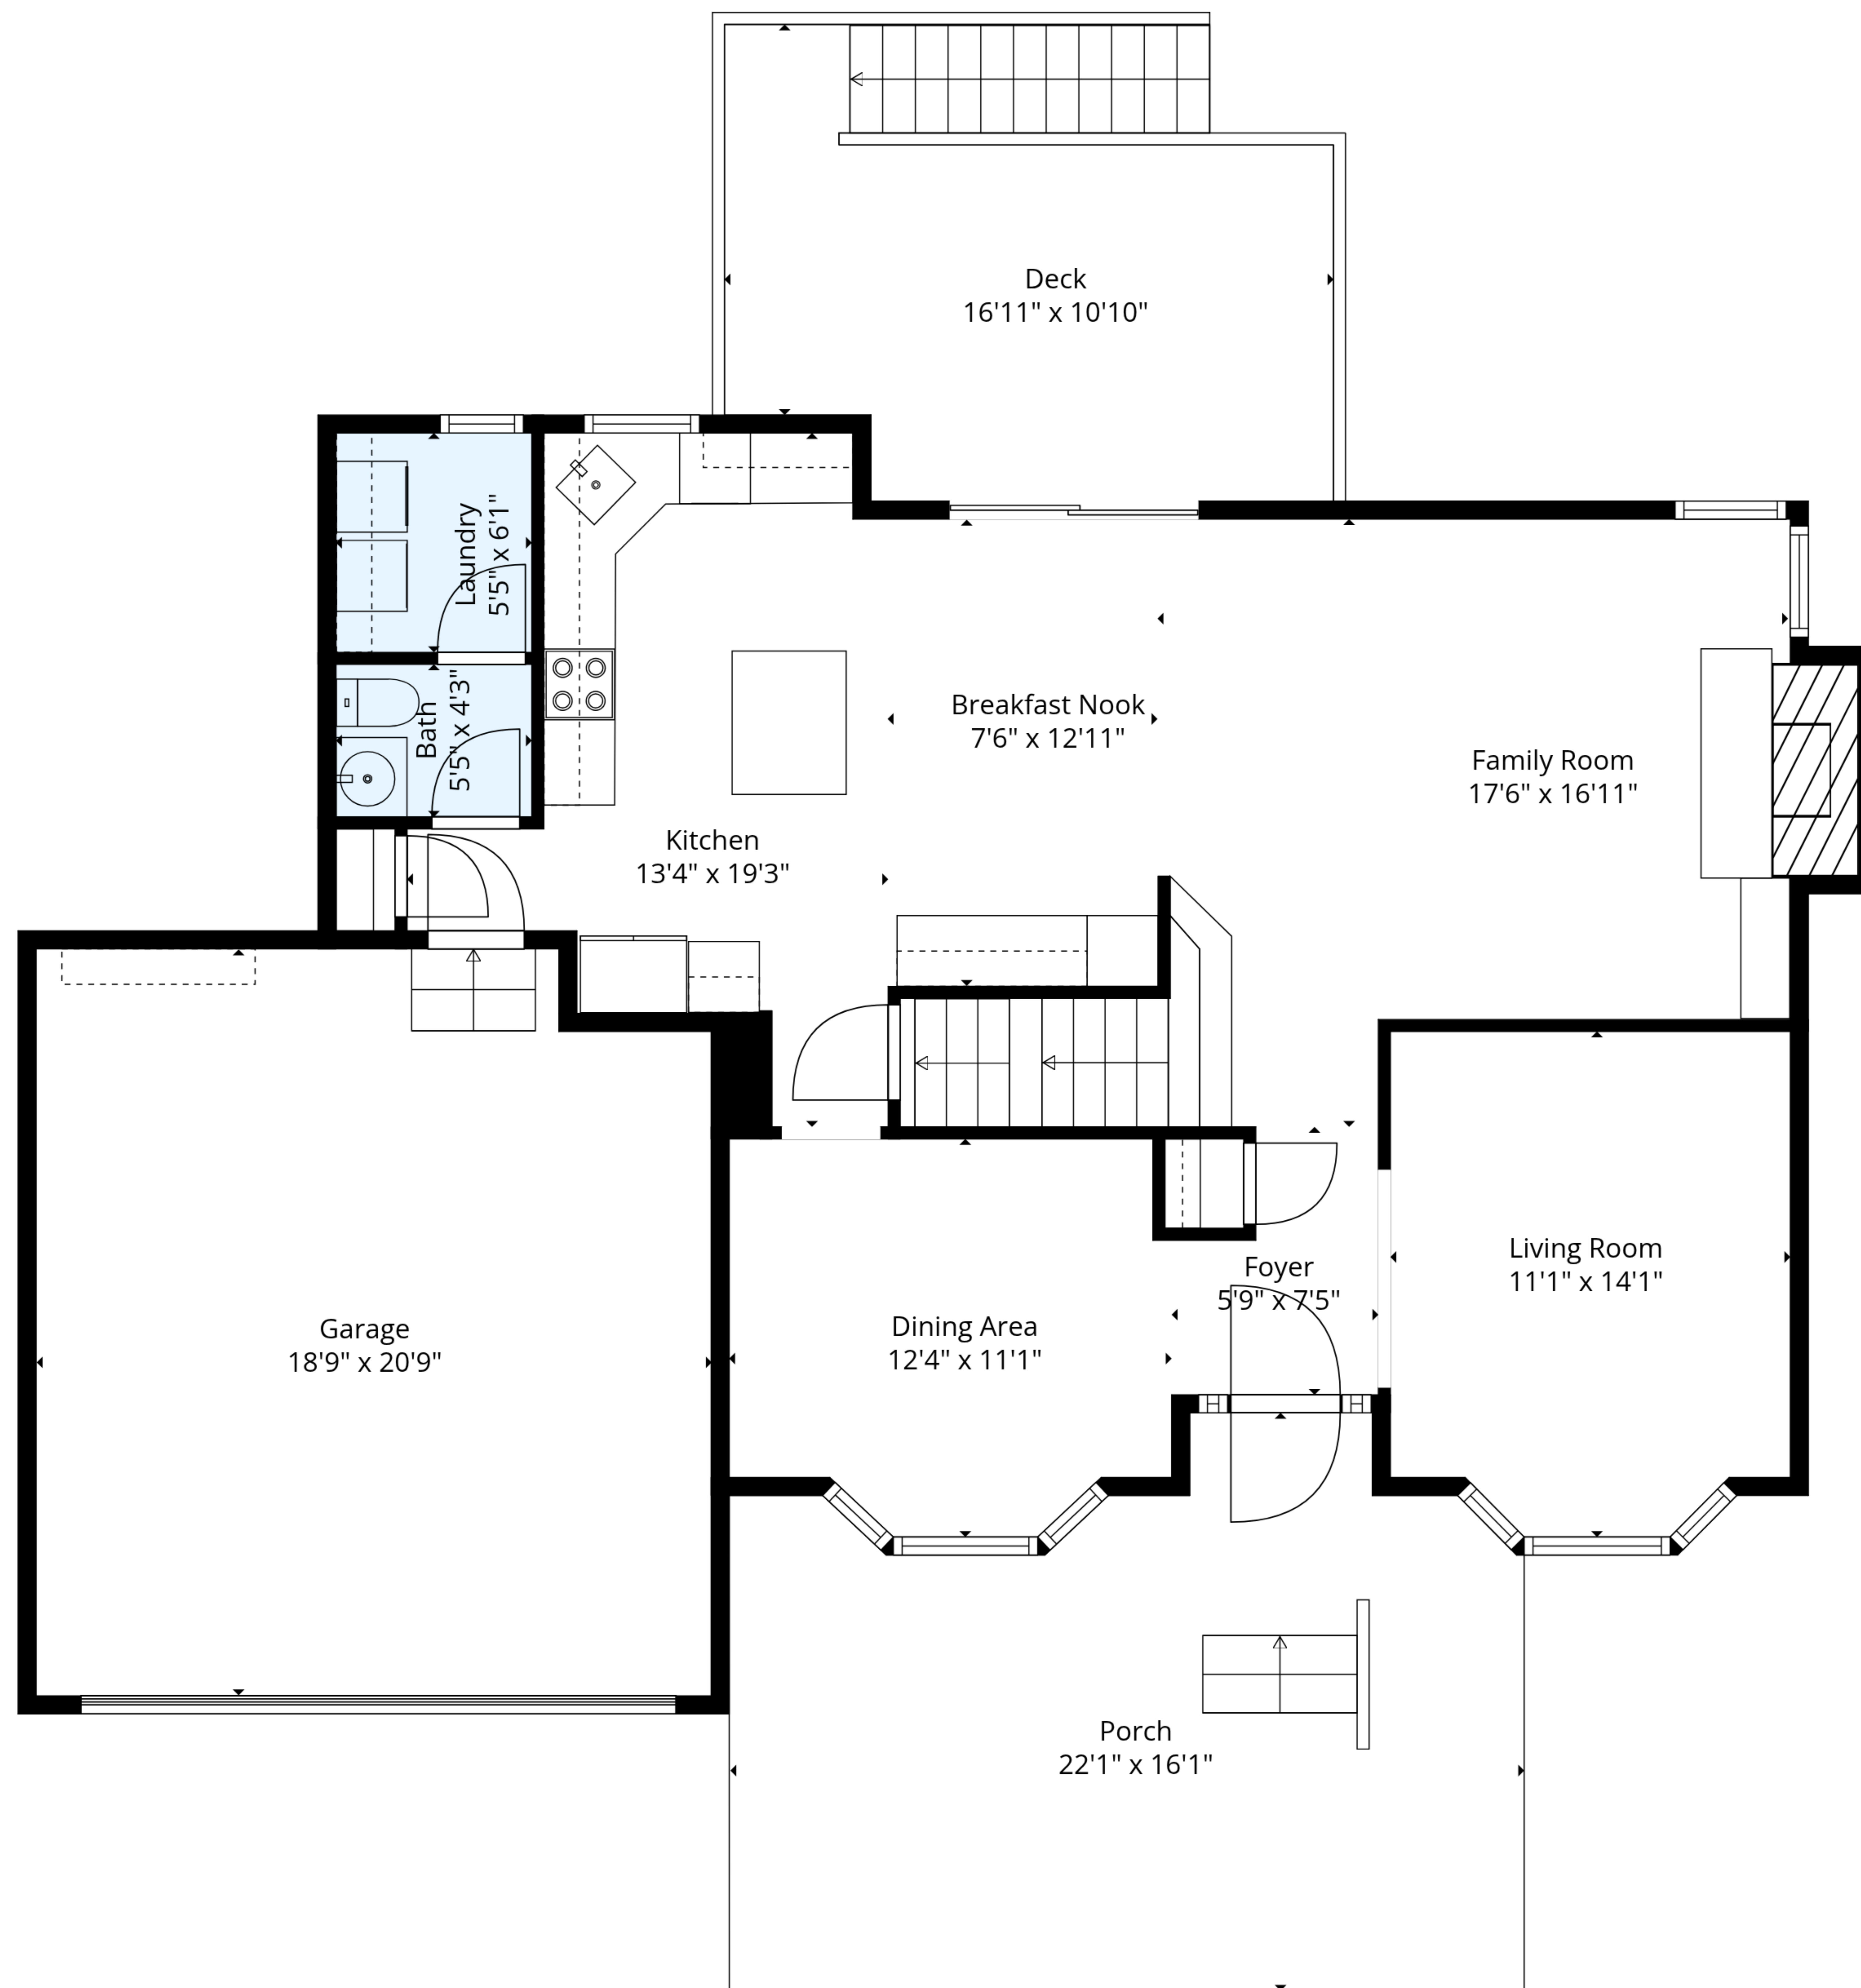 Deck
16'11" x 10'10"
Laundry
5'5" x 6'1"
Bath
5'5" x 4'3"
Breakfast Nook
7'6" x 12'11"
Family Room
17'6" x 16'11"
Kitchen
13'4" x 19'3"
Living Room
11'1" x 14'1"
Foyer
5'9" x 7'5"
Dining Area
12'4" x 11'1"
Garage
18'9" x 20'9"
Porch
22'1" x 16'1"